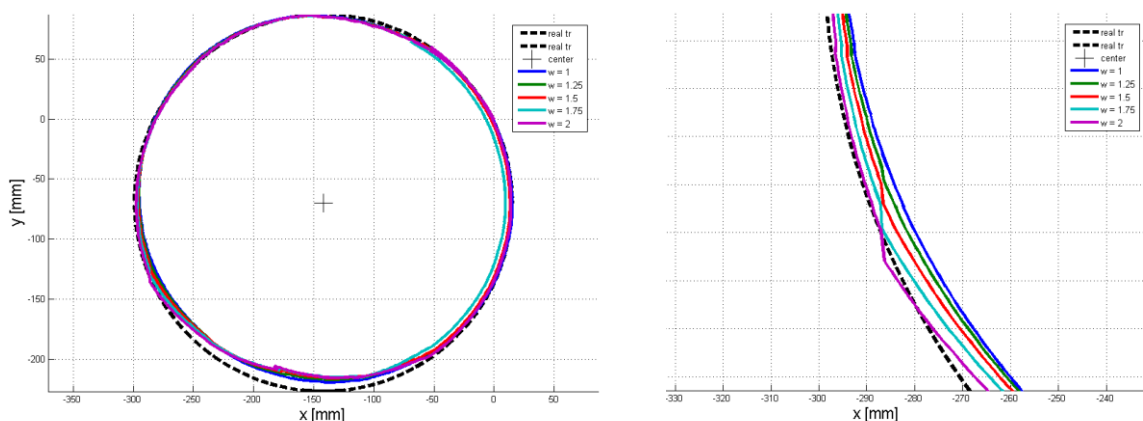 50
0
-50
-100
-150
-200
y [mm]
-350
-300
-250
-200
-150
-100
-50
0
50
x [mm]
real tr
real tr
center
w = 1
w = 1.25
w = 1.5
w = 1.75
w = 2
-330
-320
-310
-300
-290
-280
-270
-260
-250
-240
x [mm]
real tr
real tr
center
w = 1
w = 1.25
w = 1.5
w = 1.75
w = 2